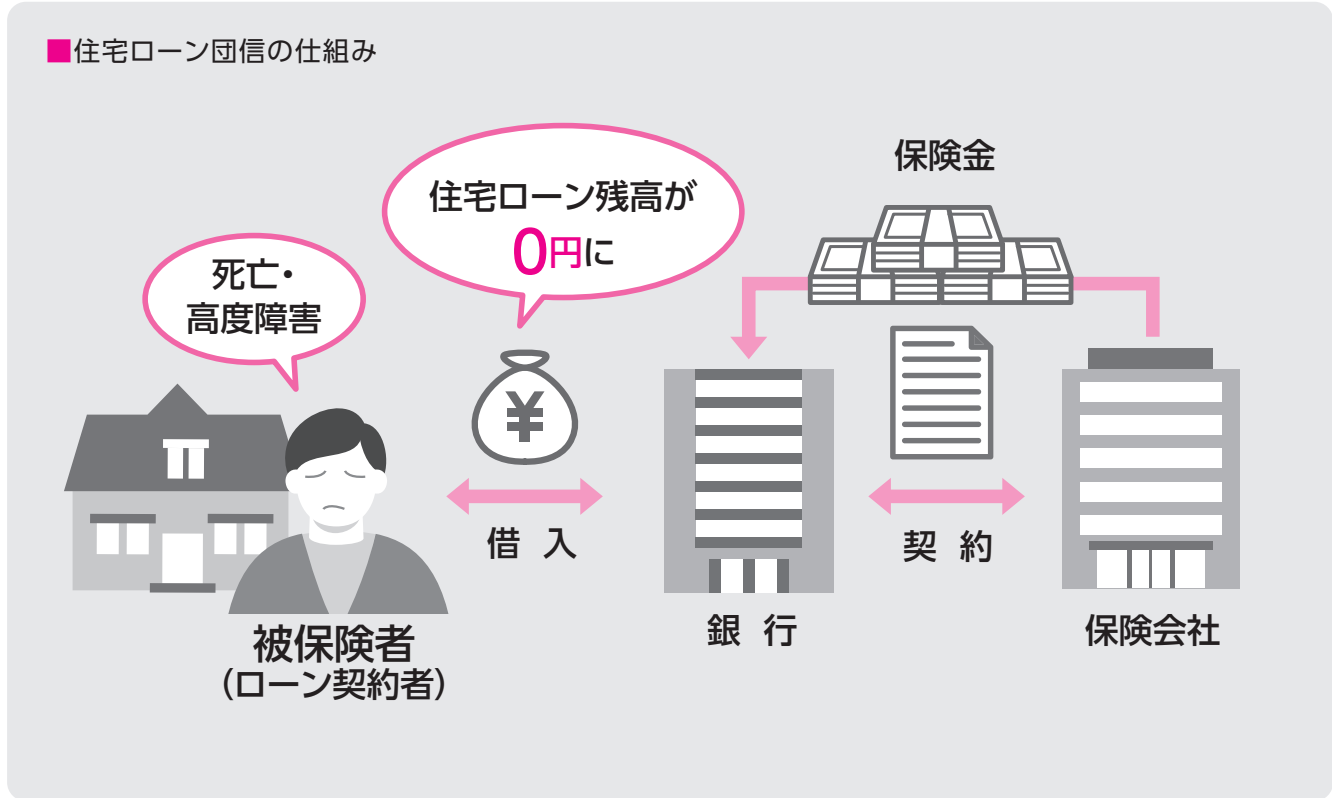 ■住宅ローン団信の仕組み
死亡・
高度障害
住宅ローン残高が
0円に
保険金
¥
借 入
契 約
被保険者
（ローン契約者）
銀 行
保険会社